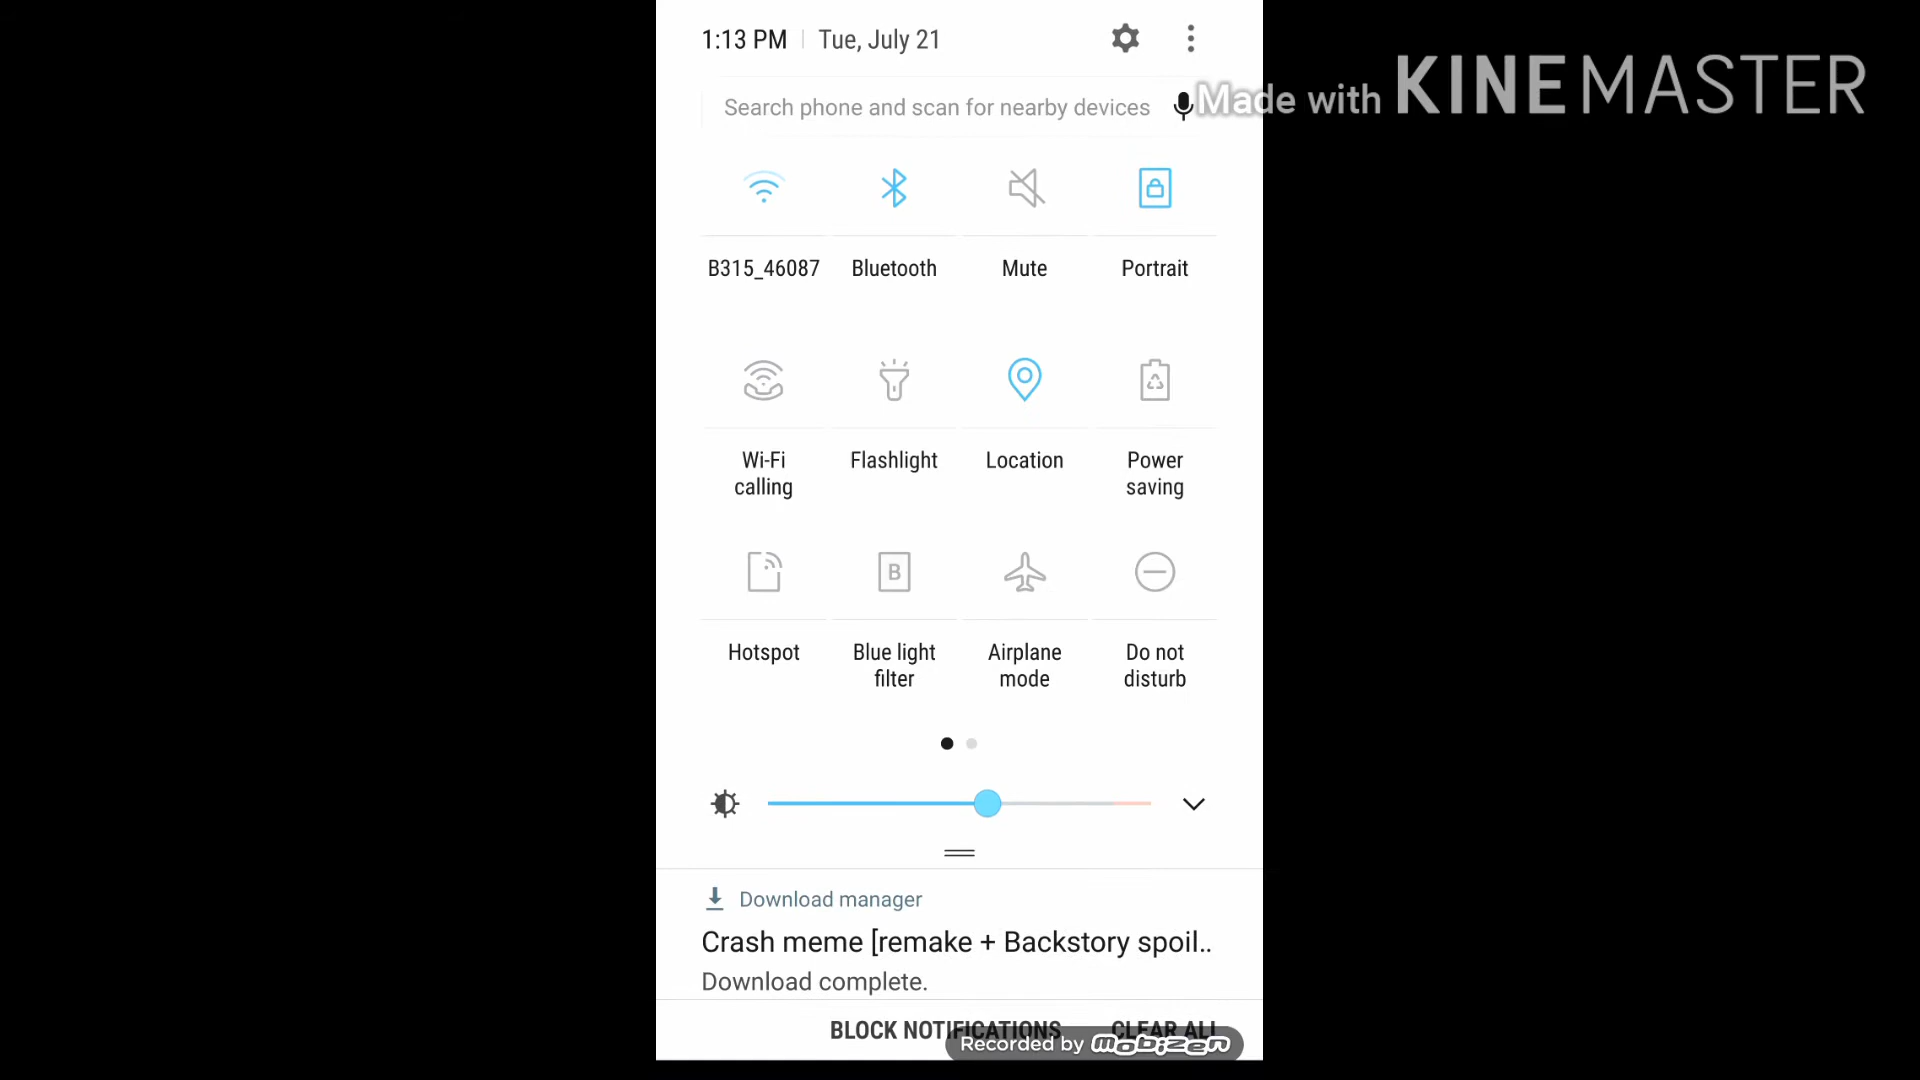 1:13 PM Tue, July 21
Search phone and scan for nearby devices
Made with KINEMASTER
B315_46087 Bluetooth Mute Portrait
Wi-Fi calling Flashlight Location Power saving
B
Hotspot Blue light filter Airplane mode Do not disturb
Download manager
Crash meme [remake + Backstory spoil..
Download complete.
BLOCK NOTIFICATIONS CLEAR ALL
Recorded by mobizen